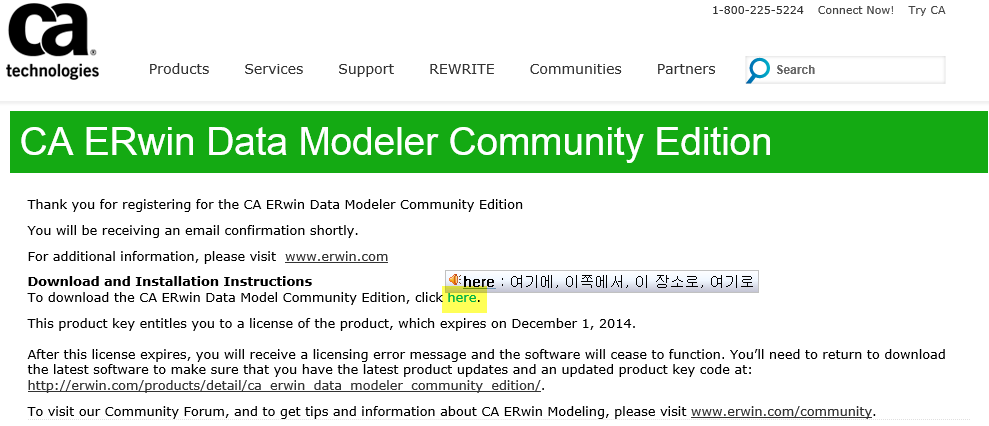 1-800-225-5224 Connect Now! Try CA
ca
technologies
Products Services Support REWRITE Communities Partners Search
CA ERwin Data Modeler Community Edition
Thank you for registering for the CA ERwin Data Modeler Community Edition
You will be receiving an email confirmation shortly.
For additional information, please visit www.erwin.com
Download and Installation Instructions
here : 여기에, 이쪽에서, 이 장소로, 여기로
To download the CA ERwin Data Model Community Edition, click here.
This product key entitles you to a license of the product, which expires on December 1, 2014.
After this license expires, you will receive a licensing error message and the software will cease to function. You'll need to return to download
the latest software to make sure that you have the latest product updates and an updated product key code at:
http://erwin.com/products/detail/ca_erwin_data_modeler_community_edition/.
To visit our Community Forum, and to get tips and information about CA ERwin Modeling, please visit www.erwin.com/community.